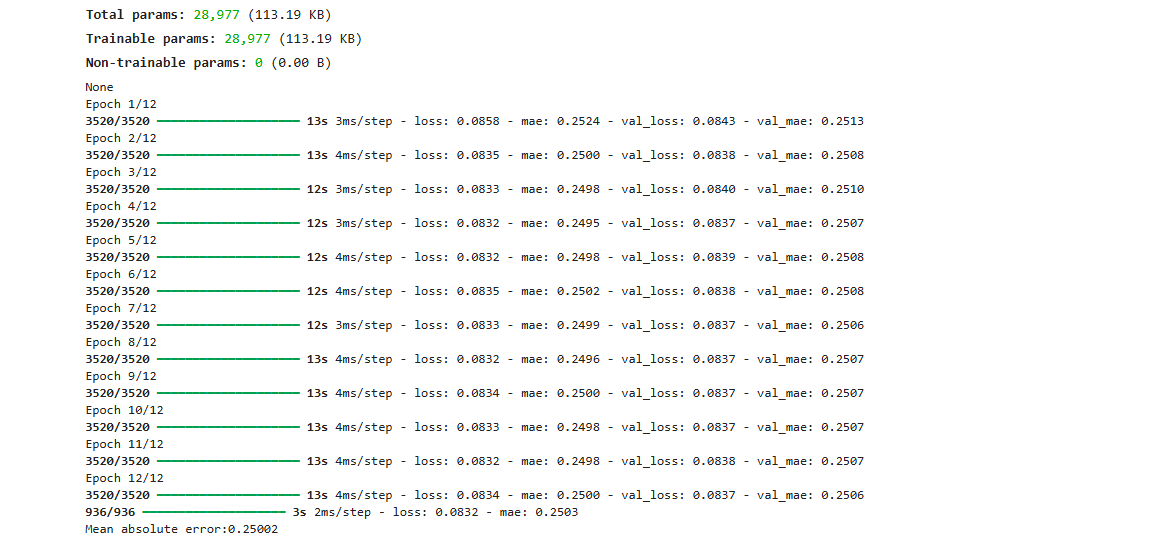 Total params: 28,977 (113.19 KB)
Trainable params: 28,977 (113.19 KB)
Non-trainable params: 0 (0.00 B)
None
Epoch 1/12
3520/3520 ━━━━━━━━━━━━━━━━━━━━ 13s 3ms/step - loss: 0.0858 - mae: 0.2524 - val_loss: 0.0843 - val_mae: 0.2513
Epoch 2/12
3520/3520 ━━━━━━━━━━━━━━━━━━━━ 13s 4ms/step - loss: 0.0835 - mae: 0.2500 - val_loss: 0.0838 - val_mae: 0.2508
Epoch 3/12
3520/3520 ━━━━━━━━━━━━━━━━━━━━ 12s 3ms/step - loss: 0.0833 - mae: 0.2498 - val_loss: 0.0840 - val_mae: 0.2510
Epoch 4/12
3520/3520 ━━━━━━━━━━━━━━━━━━━━ 12s 3ms/step - loss: 0.0832 - mae: 0.2495 - val_loss: 0.0837 - val_mae: 0.2507
Epoch 5/12
3520/3520 ━━━━━━━━━━━━━━━━━━━━ 12s 4ms/step - loss: 0.0832 - mae: 0.2498 - val_loss: 0.0839 - val_mae: 0.2508
Epoch 6/12
3520/3520 ━━━━━━━━━━━━━━━━━━━━ 12s 4ms/step - loss: 0.0835 - mae: 0.2502 - val_loss: 0.0838 - val_mae: 0.2508
Epoch 7/12
3520/3520 ━━━━━━━━━━━━━━━━━━━━ 12s 3ms/step - loss: 0.0833 - mae: 0.2499 - val_loss: 0.0837 - val_mae: 0.2506
Epoch 8/12
3520/3520 ━━━━━━━━━━━━━━━━━━━━ 13s 4ms/step - loss: 0.0832 - mae: 0.2496 - val_loss: 0.0837 - val_mae: 0.2507
Epoch 9/12
3520/3520 ━━━━━━━━━━━━━━━━━━━━ 13s 4ms/step - loss: 0.0834 - mae: 0.2500 - val_loss: 0.0837 - val_mae: 0.2507
Epoch 10/12
3520/3520 ━━━━━━━━━━━━━━━━━━━━ 13s 4ms/step - loss: 0.0833 - mae: 0.2498 - val_loss: 0.0837 - val_mae: 0.2507
Epoch 11/12
3520/3520 ━━━━━━━━━━━━━━━━━━━━ 13s 4ms/step - loss: 0.0832 - mae: 0.2498 - val_loss: 0.0838 - val_mae: 0.2507
Epoch 12/12
3520/3520 ━━━━━━━━━━━━━━━━━━━━ 13s 4ms/step - loss: 0.0834 - mae: 0.2500 - val_loss: 0.0837 - val_mae: 0.2506
936/936 ━━━━━━━━━━━━━━━━━━━━ 3s 2ms/step - loss: 0.0832 - mae: 0.2503
Mean absolute error:0.25002